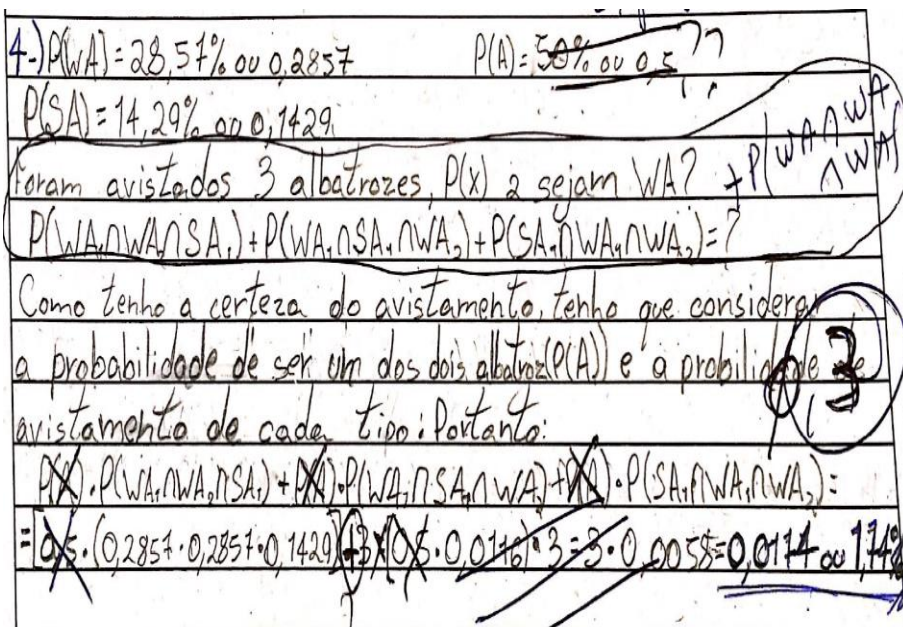 4-) P(WA) = 28,57% ou 0,2857 P(A) = 50% ou 0,5 ??
P(SA) = 14,29% ou 0,1429
Foram avistados 3 albatrozes, P(x) 2 sejam WA? + P(WA∩WA∩WA)
P(WA₁∩WA₂∩SA₁) + P(WA₁∩SA₁∩WA₂) + P(SA₁∩WA₁∩WA₂) = ?
Como tenho a certeza do avistamento, tenho que considerar
a probabilidade de ser um dos dois albatroz (P(A)) e a probilidade de
avistamento de cada tipo. Portanto:
P(A).P(WA₁∩WA₂∩SA₁) + P(A).P(WA₁∩SA₁∩WA₂) + P(A).P(SA₁∩WA₁∩WA₂) =
= [0,5.(0,2857.0,2857.0,1429)] (0,5.0,0116).3 = 3.0,0058 = 0,0174 ou 1,74%
3